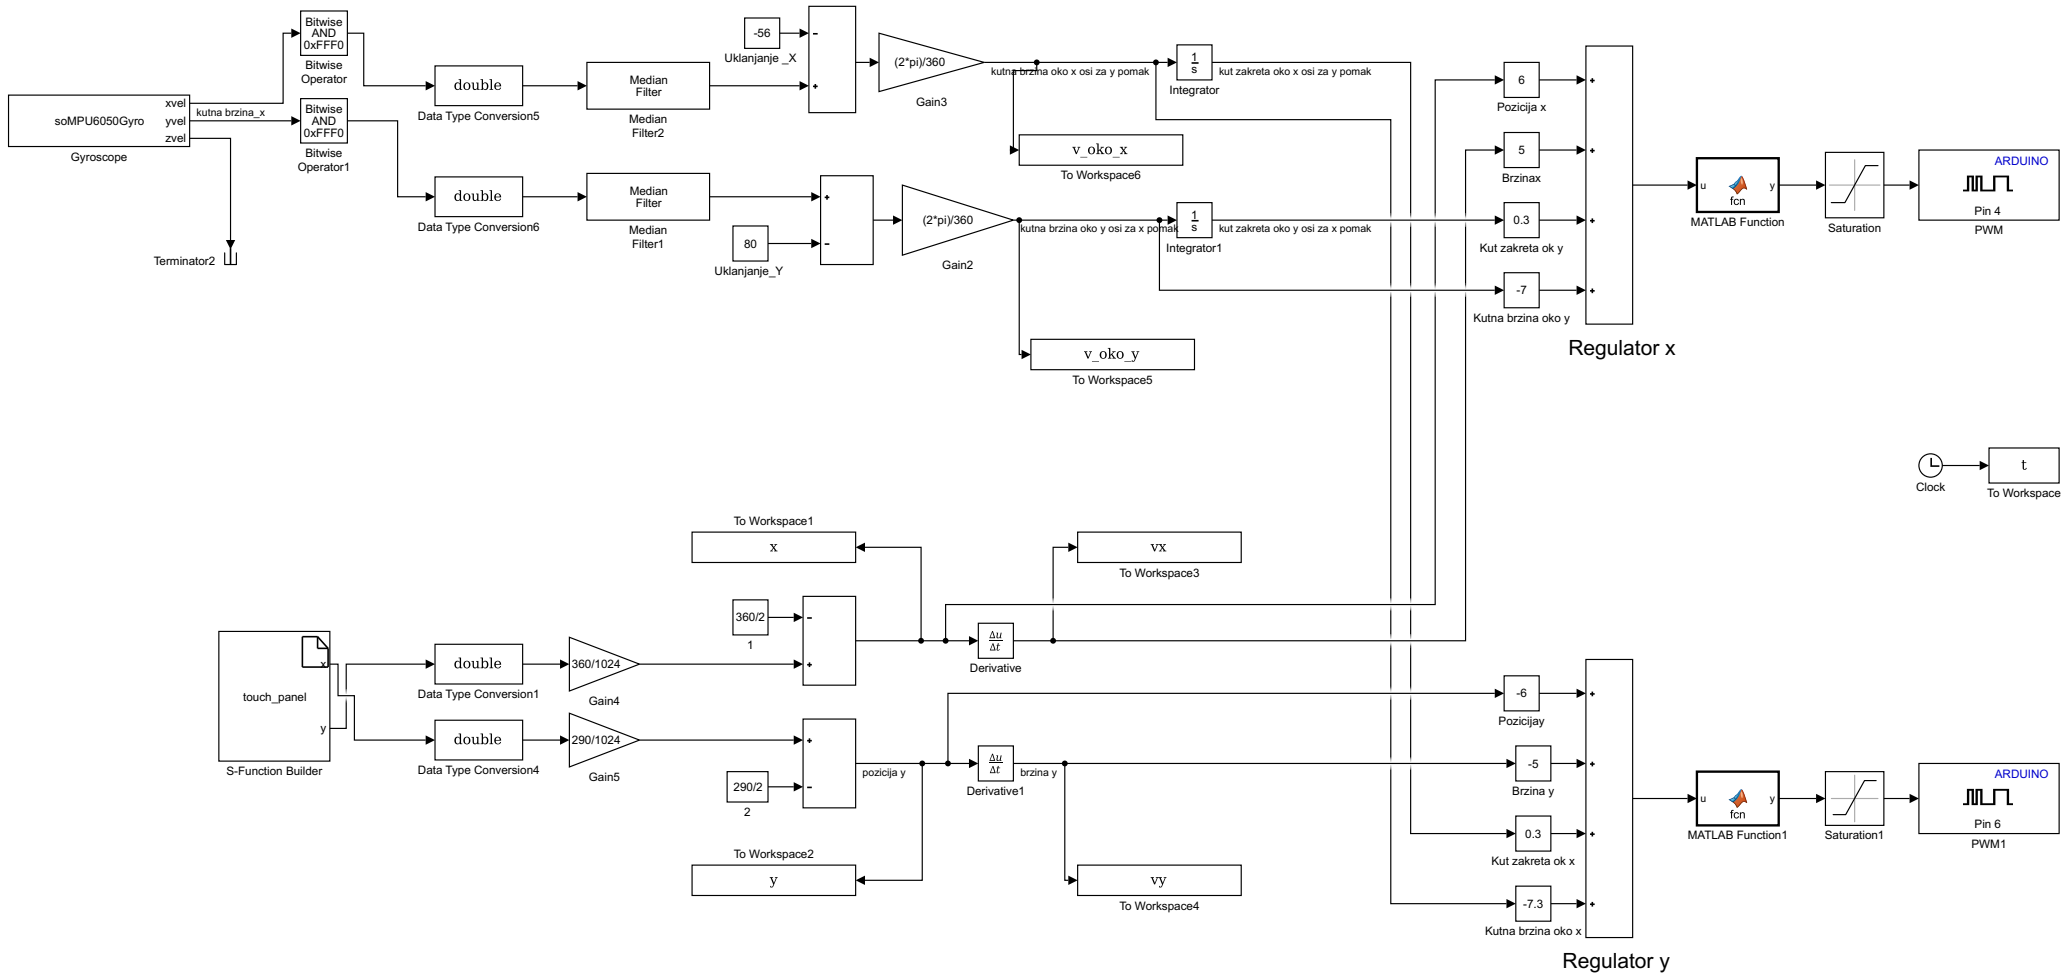 soMPU6050Gyro
xvel
yvel
zvel
Gyroscope
kutna brzina_x
Terminator2
Bitwise
AND
0xFFF0
Bitwise
Operator
Bitwise
AND
0xFFF0
Bitwise
Operator1
double
Data Type Conversion5
double
Data Type Conversion6
Median
Filter
Median
Filter2
Median
Filter
Median
Filter1
-56
Uklanjanje _X
-
+
80
Uklanjanje_Y
+
-
(2*pi)/360
Gain3
(2*pi)/360
Gain2
kutna brzina oko x osi za y pomak
v_oko_x
To Workspace6
kutna brzina oko y osi za x pomak
v_oko_y
To Workspace5
1
s
Integrator
kut zakreta oko x osi za y pomak
1
s
Integrator1
kut zakreta oko y osi za x pomak
6
Pozicija x
5
Brzinax
0.3
Kut zakreta ok y
-7
Kutna brzina oko y
+
+
+
+
Regulator x
u
fcn
y
MATLAB Function
Saturation
ARDUINO
Pin 4
PWM
Clock
t
To Workspace
To Workspace1
x
vx
To Workspace3
360/2
1
-
+
touch_panel
x
y
S-Function Builder
double
Data Type Conversion1
double
Data Type Conversion4
360/1024
Gain4
290/1024
Gain5
290/2
2
+
-
pozicija y
To Workspace2
y
Δu
Δt
Derivative
Δu
Δt
Derivative1
brzina y
vy
To Workspace4
-6
Pozicijay
-5
Brzina y
0.3
Kut zakreta ok x
-7.3
Kutna brzina oko x
+
+
+
+
Regulator y
u
fcn
y
MATLAB Function1
Saturation1
ARDUINO
Pin 6
PWM1